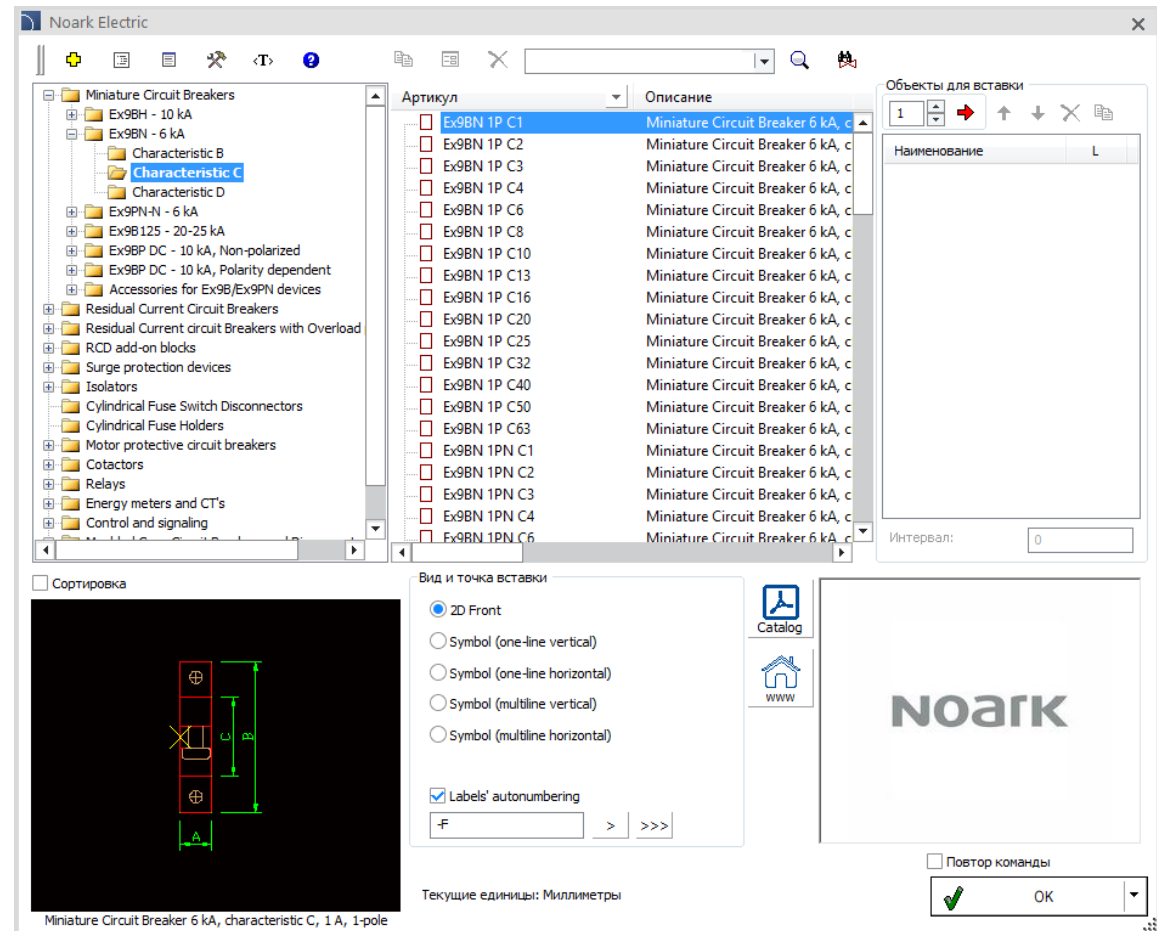 Noark Electric
<T>
Miniature Circuit Breakers
Ex9BH - 10 kA
Ex9BN - 6 kA
Characteristic B
Characteristic C
Characteristic D
Ex9PN-N - 6 kA
Ex9B125 - 20-25 kA
Ex9BP DC - 10 kA, Non-polarized
Ex9BP DC - 10 kA, Polarity dependent
Accessories for Ex9B/Ex9PN devices
Residual Current Circuit Breakers
Residual Current circuit Breakers with Overload
RCD add-on blocks
Surge protection devices
Isolators
Cylindrical Fuse Switch Disconnectors
Cylindrical Fuse Holders
Motor protective circuit breakers
Cotactors
Relays
Energy meters and CT's
Control and signaling
Артикул Описание
Ex9BN 1P C1 Miniature Circuit Breaker 6 kA, c
Ex9BN 1P C2 Miniature Circuit Breaker 6 kA, c
Ex9BN 1P C3 Miniature Circuit Breaker 6 kA, c
Ex9BN 1P C4 Miniature Circuit Breaker 6 kA, c
Ex9BN 1P C6 Miniature Circuit Breaker 6 kA, c
Ex9BN 1P C8 Miniature Circuit Breaker 6 kA, c
Ex9BN 1P C10 Miniature Circuit Breaker 6 kA, c
Ex9BN 1P C13 Miniature Circuit Breaker 6 kA, c
Ex9BN 1P C16 Miniature Circuit Breaker 6 kA, c
Ex9BN 1P C20 Miniature Circuit Breaker 6 kA, c
Ex9BN 1P C25 Miniature Circuit Breaker 6 kA, c
Ex9BN 1P C32 Miniature Circuit Breaker 6 kA, c
Ex9BN 1P C40 Miniature Circuit Breaker 6 kA, c
Ex9BN 1P C50 Miniature Circuit Breaker 6 kA, c
Ex9BN 1P C63 Miniature Circuit Breaker 6 kA, c
Ex9BN 1PN C1 Miniature Circuit Breaker 6 kA, c
Ex9BN 1PN C2 Miniature Circuit Breaker 6 kA, c
Ex9BN 1PN C3 Miniature Circuit Breaker 6 kA, c
Ex9BN 1PN C4 Miniature Circuit Breaker 6 kA, c
Ex9BN 1PN C6 Miniature Circuit Breaker 6 kA, c
Объекты для вставки
1
Наименование L
Интервал: 0
Сортировка
C
B
A
Miniature Circuit Breaker 6 kA, characteristic C, 1 A, 1-pole
Вид и точка вставки
2D Front
Symbol (one-line vertical)
Symbol (one-line horizontal)
Symbol (multiline vertical)
Symbol (multiline horizontal)
Labels' autonumbering
-F > >>>
Текущие единицы: Миллиметры
Catalog
www
NOARK
Повтор команды
OK